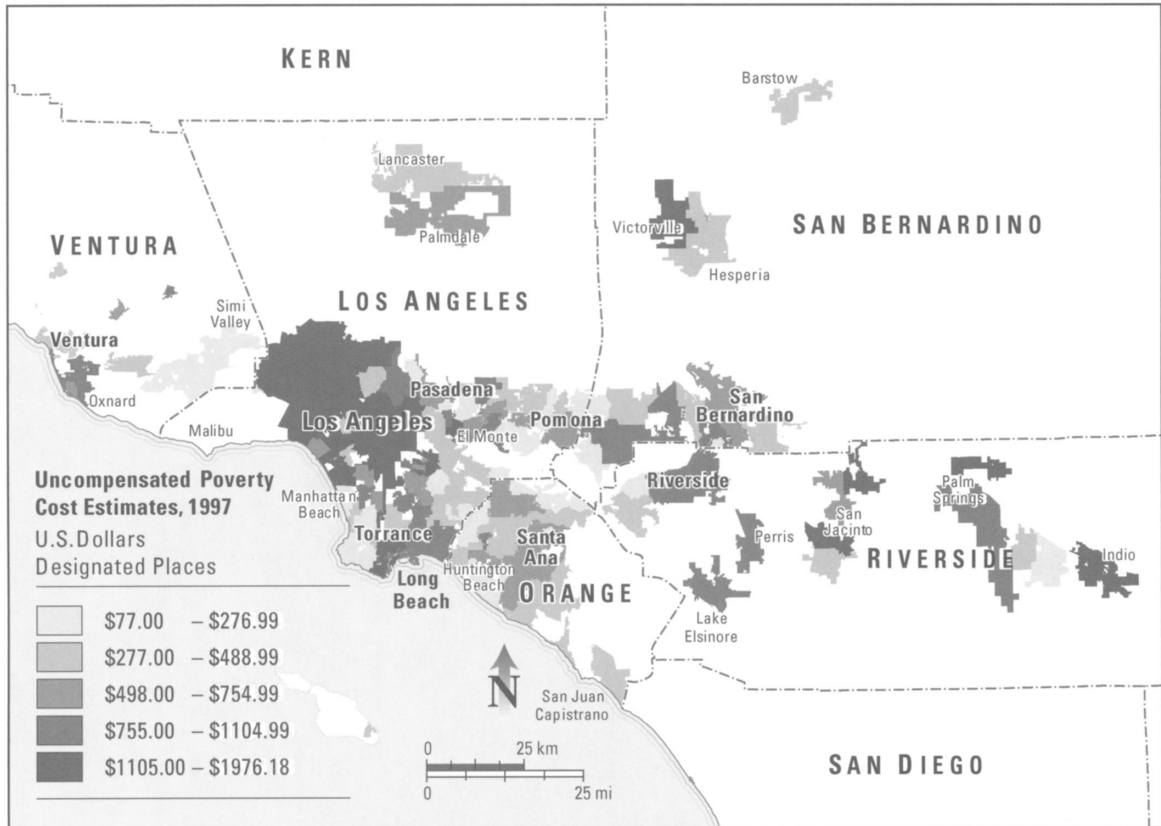 KERN
Barstow
Lancaster
VENTURA
Palmdale
Victorville
SAN BERNARDINO
Hesperia
Simi
Valley
LOS ANGELES
Ventura
Oxnard
Pasadena
San
Bernardino
Los Angeles
Pomona
El Monte
Malibu
Uncompensated Poverty
Cost Estimates, 1997
U.S. Dollars
Designated Places
Manhattan
Beach
Riverside
Palm
Springs
San
Jacinto
Torrance
Santa
Ana
Perris
Indio
RIVERSIDE
Long
Beach
Huntington
Beach
ORANGE
Lake
Elsinore
$77.00 – $276.99
$277.00 – $488.99
$498.00 – $754.99
$755.00 – $1104.99
$1105.00 – $1976.18
N
San Juan
Capistrano
0 25 km
0 25 mi
SAN DIEGO